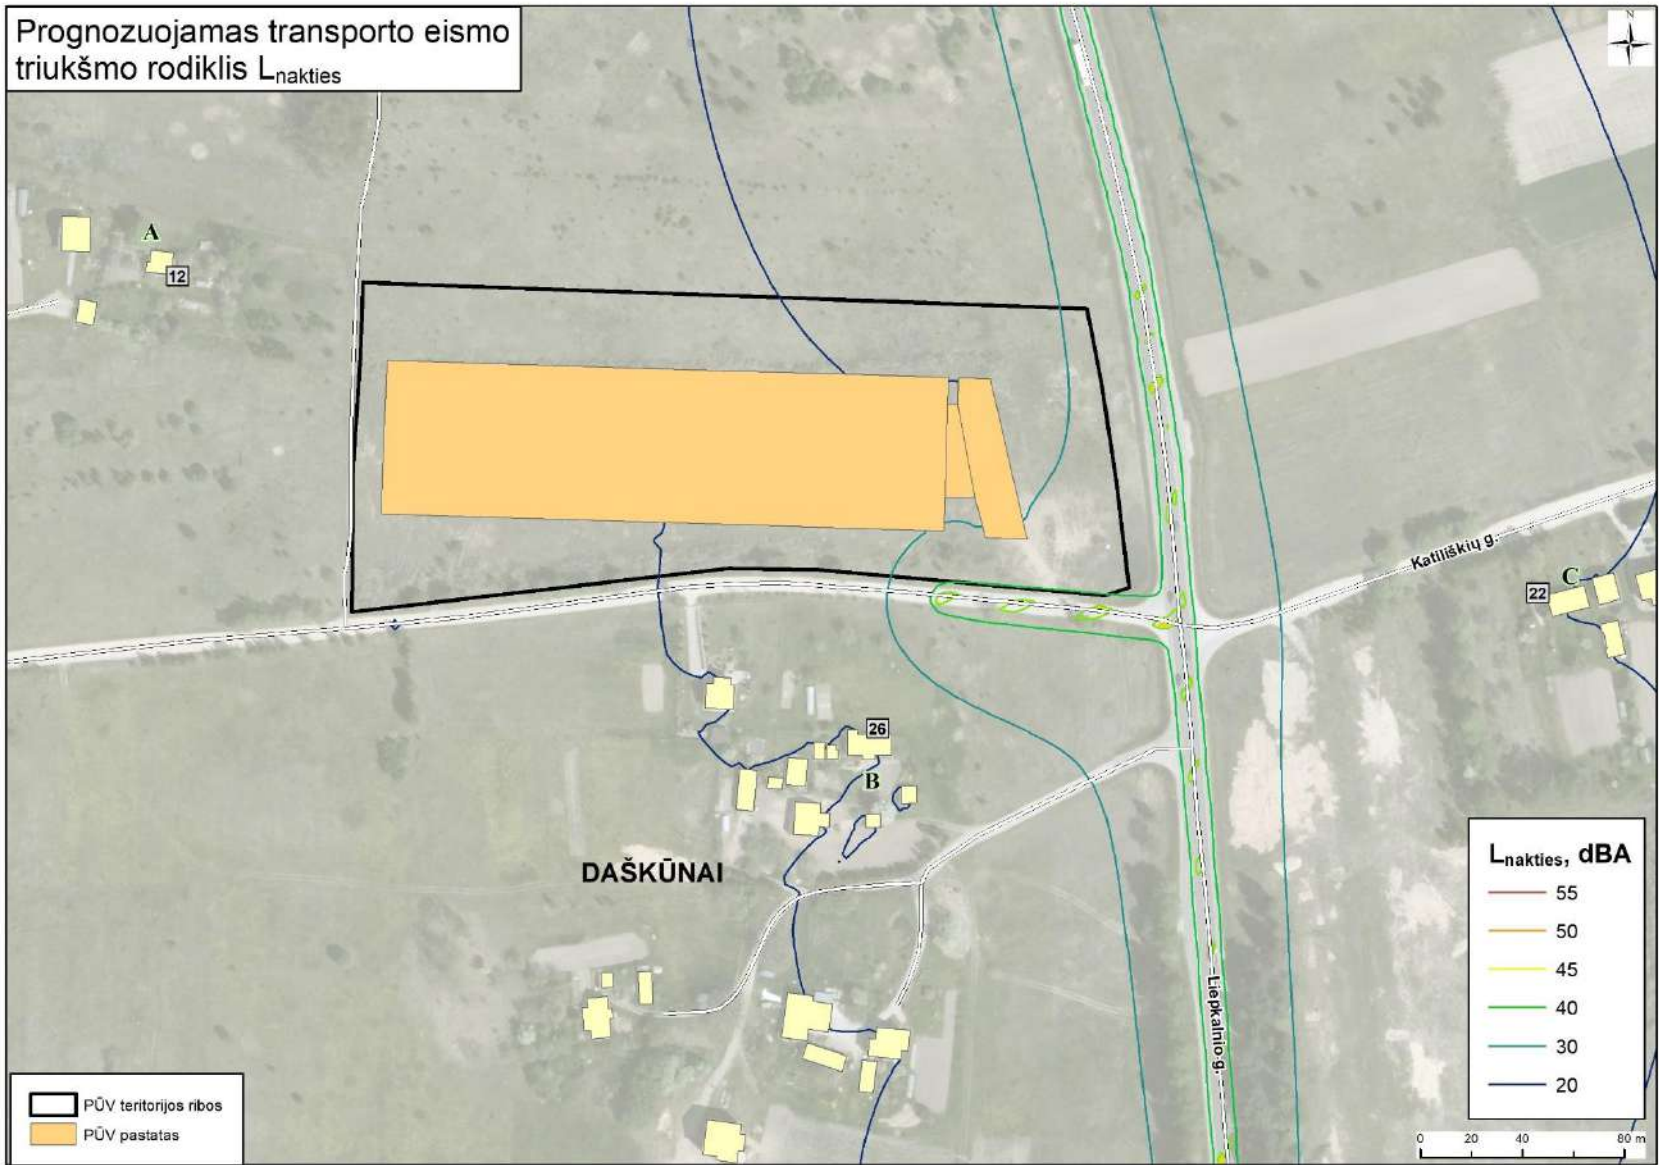 Prognozuojamas transporto eismo
triukšmo rodiklis Lnakties
N
A
12
Katiliškių g.
22
C
26
B
DAŠKŪNAI
Liepkalnio g.
Lnakties, dBA
55
50
45
40
30
20
PŪV teritorijos ribos
PŪV pastatas
0 20 40 80 m